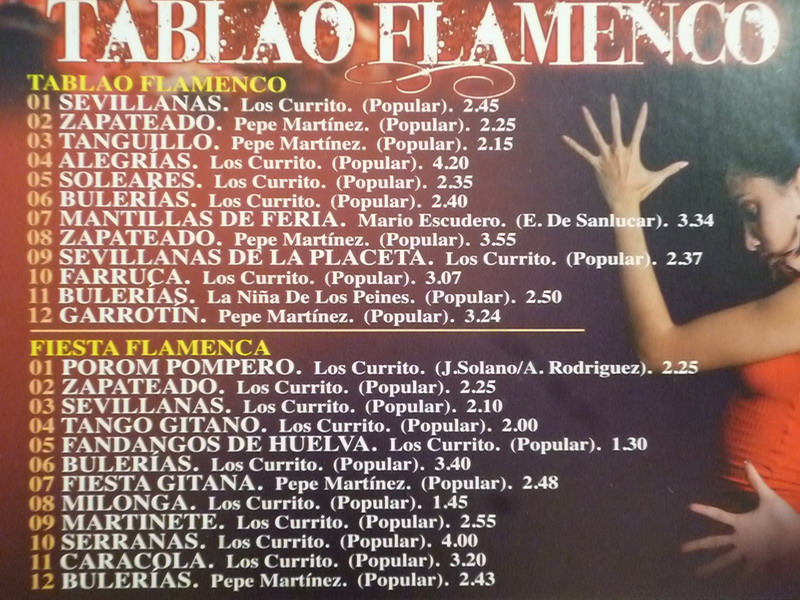 TABLAO FLAMENCO
TABLAO FLAMENCO
01 SEVILLANAS. Los Currito. (Popular). 2.45
02 ZAPATEADO. Pepe Martínez. (Popular). 2.25
03 TANGUILLO. Pepe Martínez. (Popular). 2.15
04 ALEGRÍAS. Los Currito. (Popular). 4.20
05 SOLEARES. Los Currito. (Popular). 2.35
06 BULERÍAS. Los Currito. (Popular). 2.40
07 MANTILLAS DE FERIA. Mario Escudero. (E. De Sanlucar). 3.34
08 ZAPATEADO. Pepe Martínez. (Popular). 3.55
09 SEVILLANAS DE LA PLACETA. Los Currito. (Popular). 2.37
10 FARRUCA. Los Currito. (Popular). 3.07
11 BULERÍAS. La Niña De Los Peines. (Popular). 2.50
12 GARROTÍN. Pepe Martínez. (Popular). 3.24
FIESTA FLAMENCA
01 POROM POMPERO. Los Currito. (J.Solano/A. Rodriguez). 2.25
02 ZAPATEADO. Los Currito. (Popular). 2.25
03 SEVILLANAS. Los Currito. (Popular). 2.10
04 TANGO GITANO. Los Currito. (Popular). 2.00
05 FANDANGOS DE HUELVA. Los Currito. (Popular). 1.30
06 BULERÍAS. Los Currito. (Popular). 3.40
07 FIESTA GITANA. Pepe Martínez. (Popular). 2.48
08 MILONGA. Los Currito. (Popular). 1.45
09 MARTINETE. Los Currito. (Popular). 2.55
10 SERRANAS. Los Currito. (Popular). 4.00
11 CARACOLA. Los Currito. (Popular). 3.20
12 BULERÍAS. Pepe Martínez. (Popular). 2.43